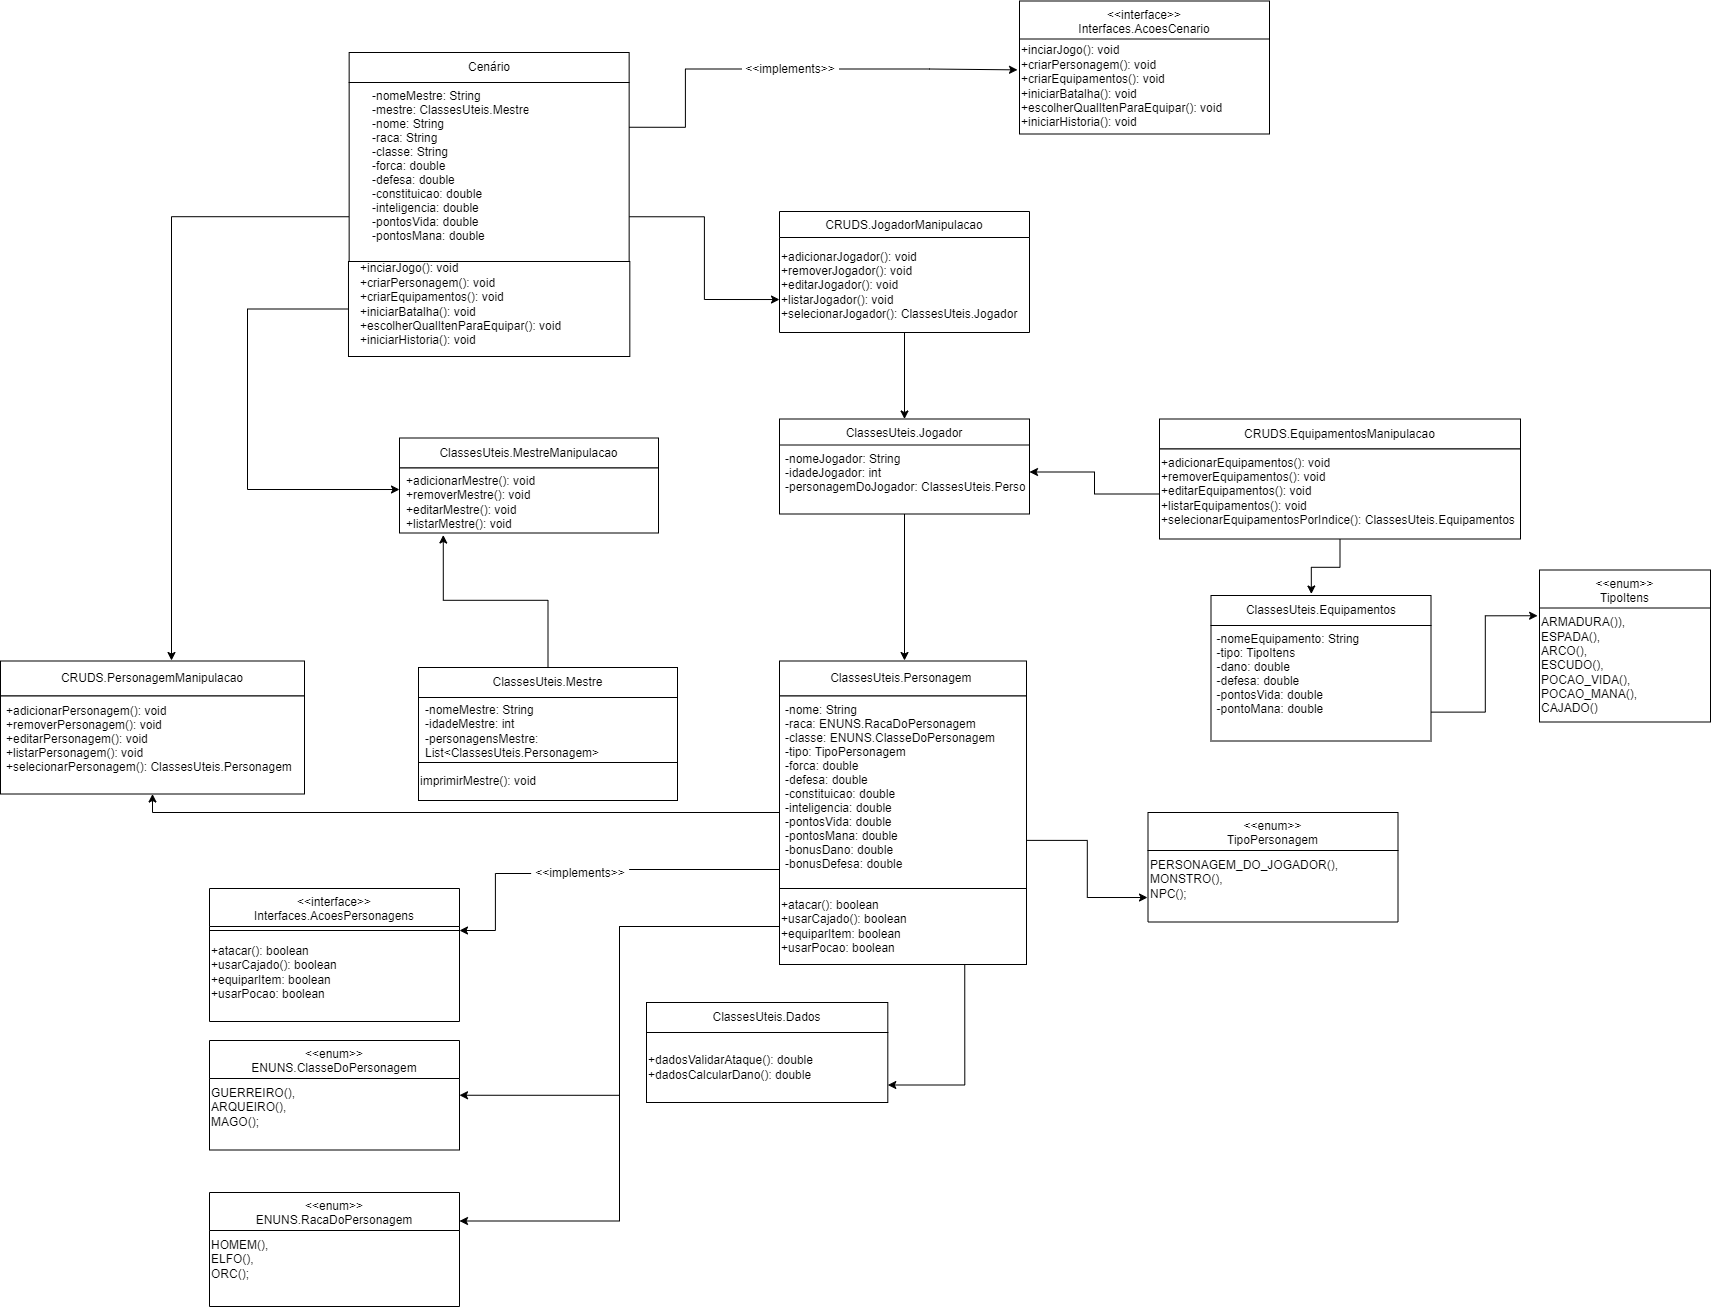 <<interface>>
Interfaces.AcoesCenario
+inciarJogo(): void
+criarPersonagem(): void
+criarEquipamentos(): void
+iniciarBatalha(): void
+escolherQualItenParaEquipar(): void
+iniciarHistoria(): void
Cenário
-nomeMestre: String
-mestre: ClassesUteis.Mestre
-nome: String
-raca: String
-classe: String
-forca: double
-defesa: double
-constituicao: double
-inteligencia: double
-pontosVida: double
-pontosMana: double
+inciarJogo(): void
+criarPersonagem(): void
+criarEquipamentos(): void
+iniciarBatalha(): void
+escolherQualItenParaEquipar(): void
+iniciarHistoria(): void
<<implements>>
CRUDS.JogadorManipulacao
+adicionarJogador(): void
+removerJogador(): void
+editarJogador(): void
+listarJogador(): void
+selecionarJogador(): ClassesUteis.Jogador
ClassesUteis.MestreManipulacao
+adicionarMestre(): void
+removerMestre(): void
+editarMestre(): void
+listarMestre(): void
ClassesUteis.Jogador
-nomeJogador: String
-idadeJogador: int
-personagemDoJogador: ClassesUteis.Perso
CRUDS.EquipamentosManipulacao
+adicionarEquipamentos(): void
+removerEquipamentos(): void
+editarEquipamentos(): void
+listarEquipamentos(): void
+selecionarEquipamentosPorIndice(): ClassesUteis.Equipamentos
ClassesUteis.Equipamentos
-nomeEquipamento: String
-tipo: TipoItens
-dano: double
-defesa: double
-pontosVida: double
-pontoMana: double
<<enum>>
TipoItens
ARMADURA()),
ESPADA(),
ARCO(),
ESCUDO(),
POCAO_VIDA(),
POCAO_MANA(),
CAJADO()
CRUDS.PersonagemManipulacao
+adicionarPersonagem(): void
+removerPersonagem(): void
+editarPersonagem(): void
+listarPersonagem(): void
+selecionarPersonagem(): ClassesUteis.Personagem
ClassesUteis.Mestre
-nomeMestre: String
-idadeMestre: int
-personagensMestre:
List<ClassesUteis.Personagem>
imprimirMestre(): void
ClassesUteis.Personagem
-nome: String
-raca: ENUNS.RacaDoPersonagem
-classe: ENUNS.ClasseDoPersonagem
-tipo: TipoPersonagem
-forca: double
-defesa: double
-constituicao: double
-inteligencia: double
-pontosVida: double
-pontosMana: double
-bonusDano: double
-bonusDefesa: double
+atacar(): boolean
+usarCajado(): boolean
+equiparItem: boolean
+usarPocao: boolean
<<enum>>
TipoPersonagem
PERSONAGEM_DO_JOGADOR(),
MONSTRO(),
NPC();
<<implements>>
<<interface>>
Interfaces.AcoesPersonagens
+atacar(): boolean
+usarCajado(): boolean
+equiparItem: boolean
+usarPocao: boolean
ClassesUteis.Dados
+dadosValidarAtaque(): double
+dadosCalcularDano(): double
<<enum>>
ENUNS.ClasseDoPersonagem
GUERREIRO(),
ARQUEIRO(),
MAGO();
<<enum>>
ENUNS.RacaDoPersonagem
HOMEM(),
ELFO(),
ORC();